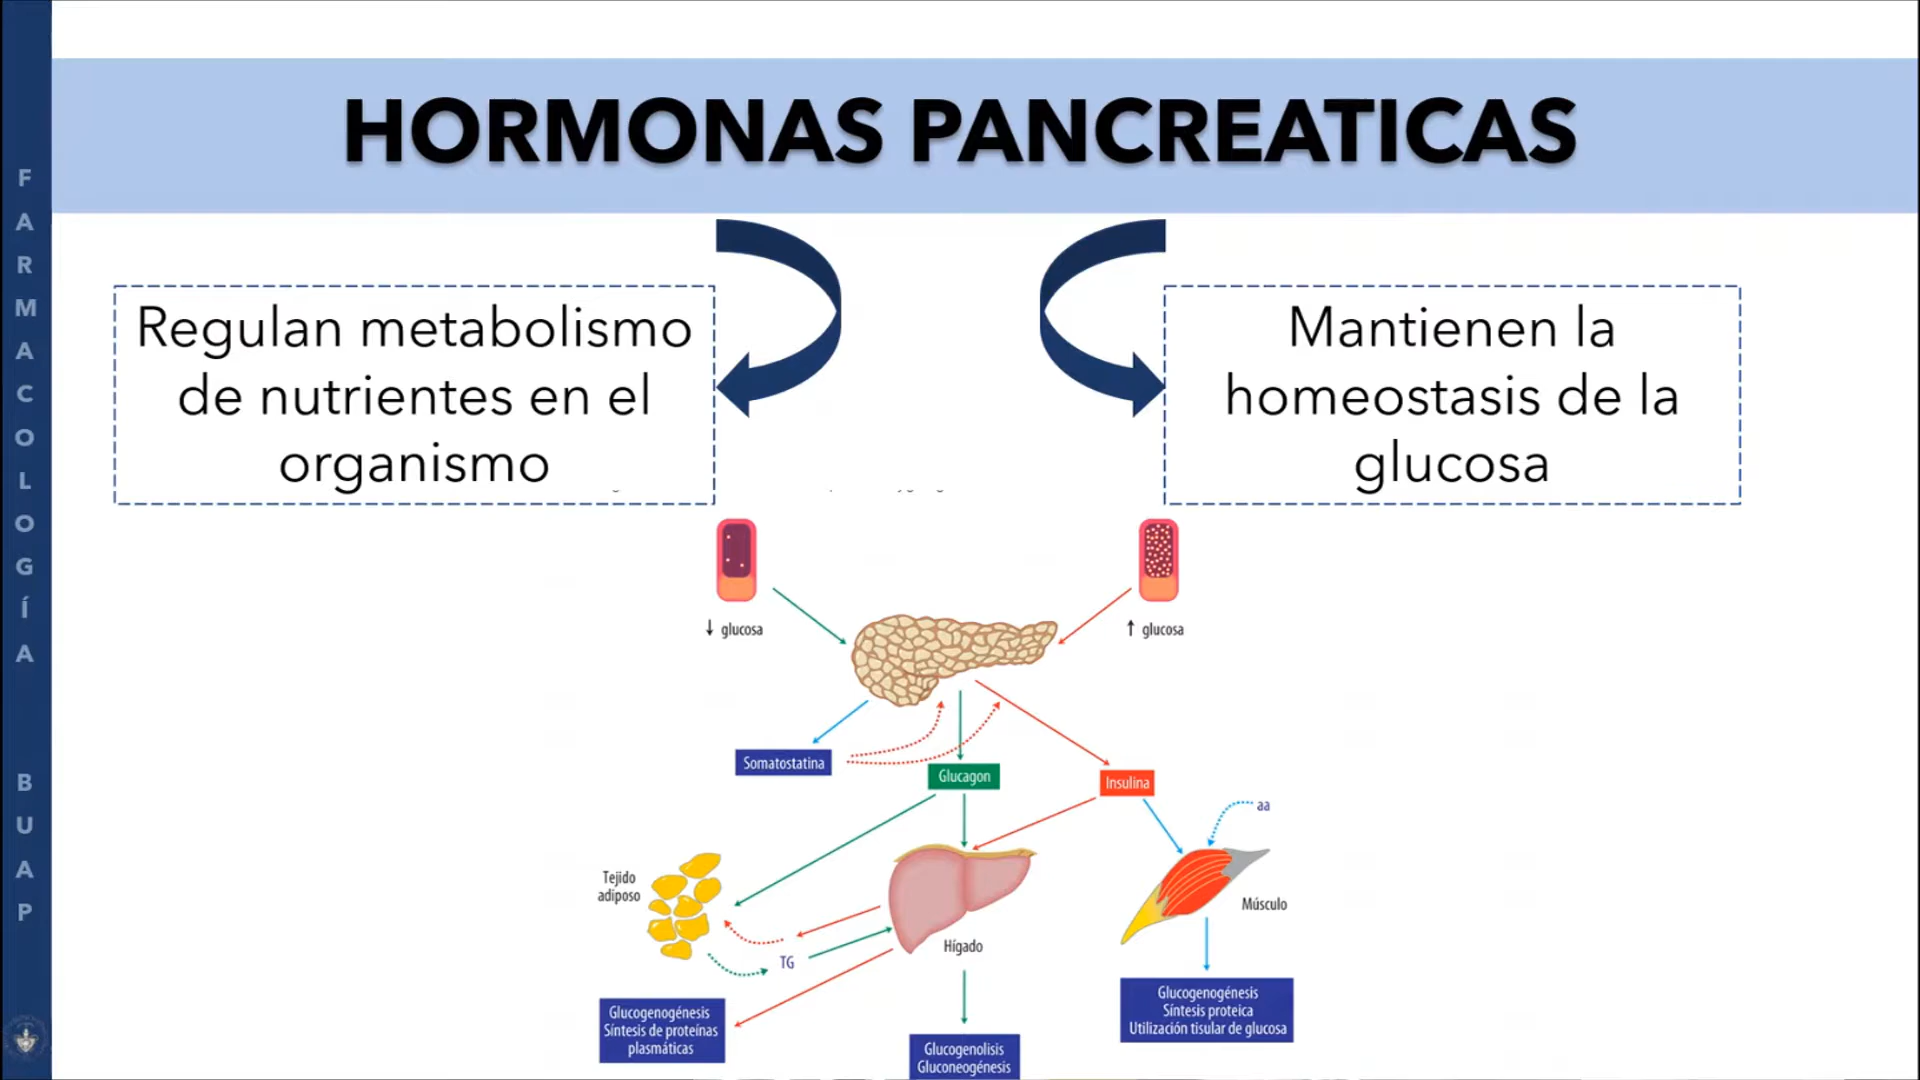 HORMONAS PANCREATICAS
FARMACOLOGÍA BUAP
Regulan metabolismo
de nutrientes en el
organismo
Mantienen la
homeostasis de la
glucosa
↓ glucosa
↑ glucosa
Somatostatina
Glucagon
Insulina
aa
Tejido
adiposo
Músculo
Hígado
TG
Glucogenogénesis
Síntesis de proteínas
plasmáticas
Glucogenolisis
Gluconeogénesis
Glucogenogénesis
Síntesis proteica
Utilización tisular de glucosa